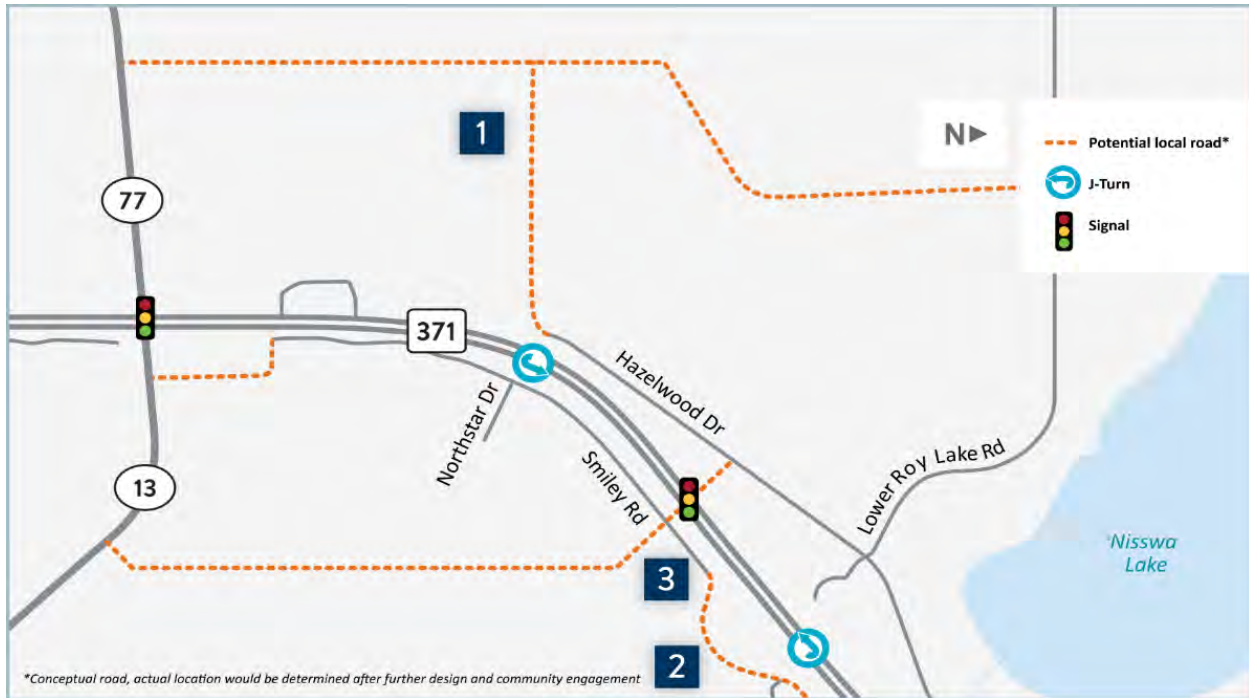 1
N
Potential local road*
J-Turn
Signal
77
371
Hazelwood Dr
Northstar Dr
Smiley Rd
Lower Roy Lake Rd
13
Nisswa
Lake
3
2
*Conceptual road, actual location would be determined after further design and community engagement